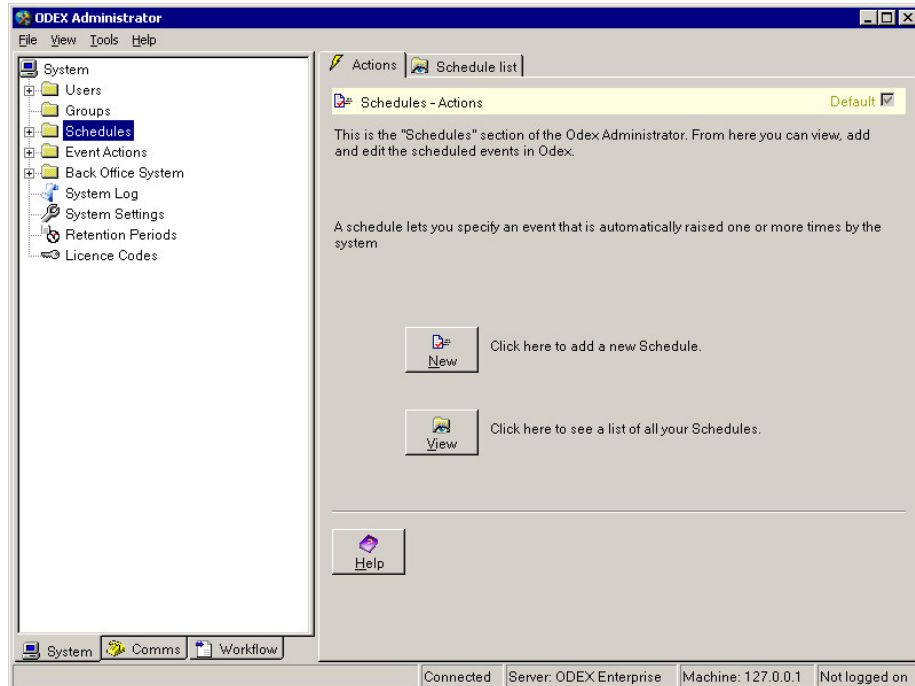 ODEX Administrator
File View Tools Help
System
Users
Groups
Schedules
Event Actions
Back Office System
System Log
System Settings
Retention Periods
Licence Codes
System Comms Workflow
Actions Schedule list
Schedules - Actions Default
This is the "Schedules" section of the Odex Administrator. From here you can view, add
and edit the scheduled events in Odex.
A schedule lets you specify an event that is automatically raised one or more times by the
system
New Click here to add a new Schedule.
View Click here to see a list of all your Schedules.
Help
Connected Server: ODEX Enterprise Machine: 127.0.0.1 Not logged on